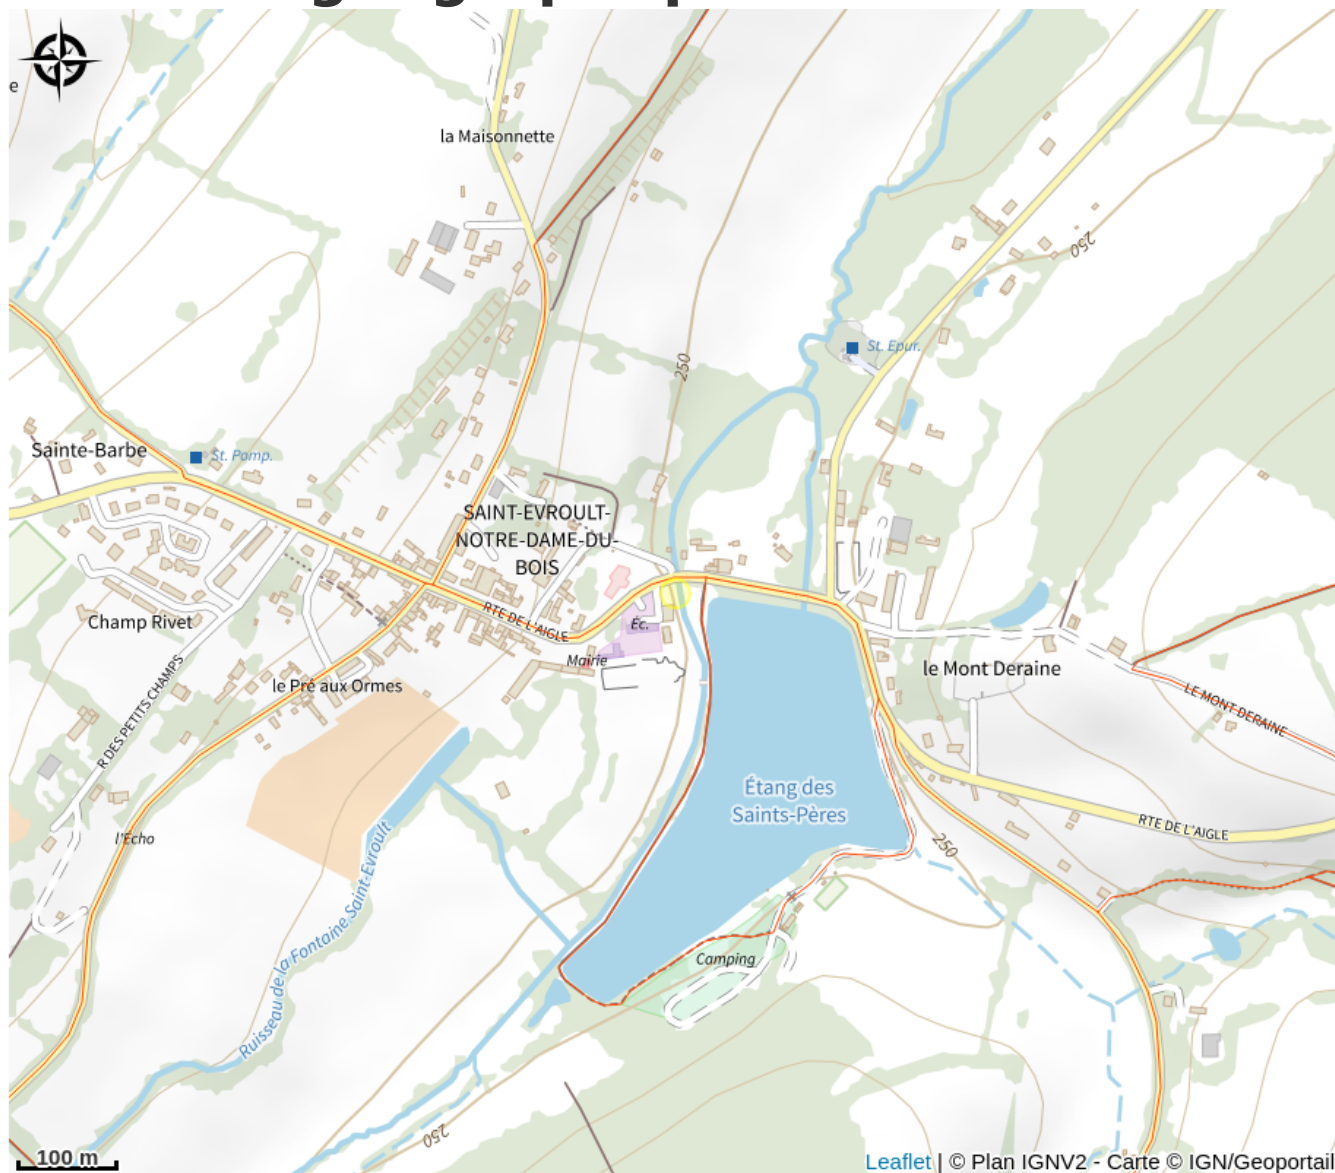 e
la Maisonnette
250
250
St. Epur.
Sainte-Barbe
St. Pomp.
SAINT-EVROULT-
NOTRE-DAME-DU-
BOIS
RTE DE L'AIGLE
Éc.
Champ Rivet
Mairie
le Mont Deraine
le Pré aux Ormes
R DES PETITS CHAMPS
LE MONT DERAINE
Étang des
Saints-Pères
RTE DE L'AIGLE
l'Echo
250
Ruisseau de la Fontaine Saint-Evroult
Camping
250
100 m
Leaflet | © Plan IGNV2 - Carte © IGN/Geoportail